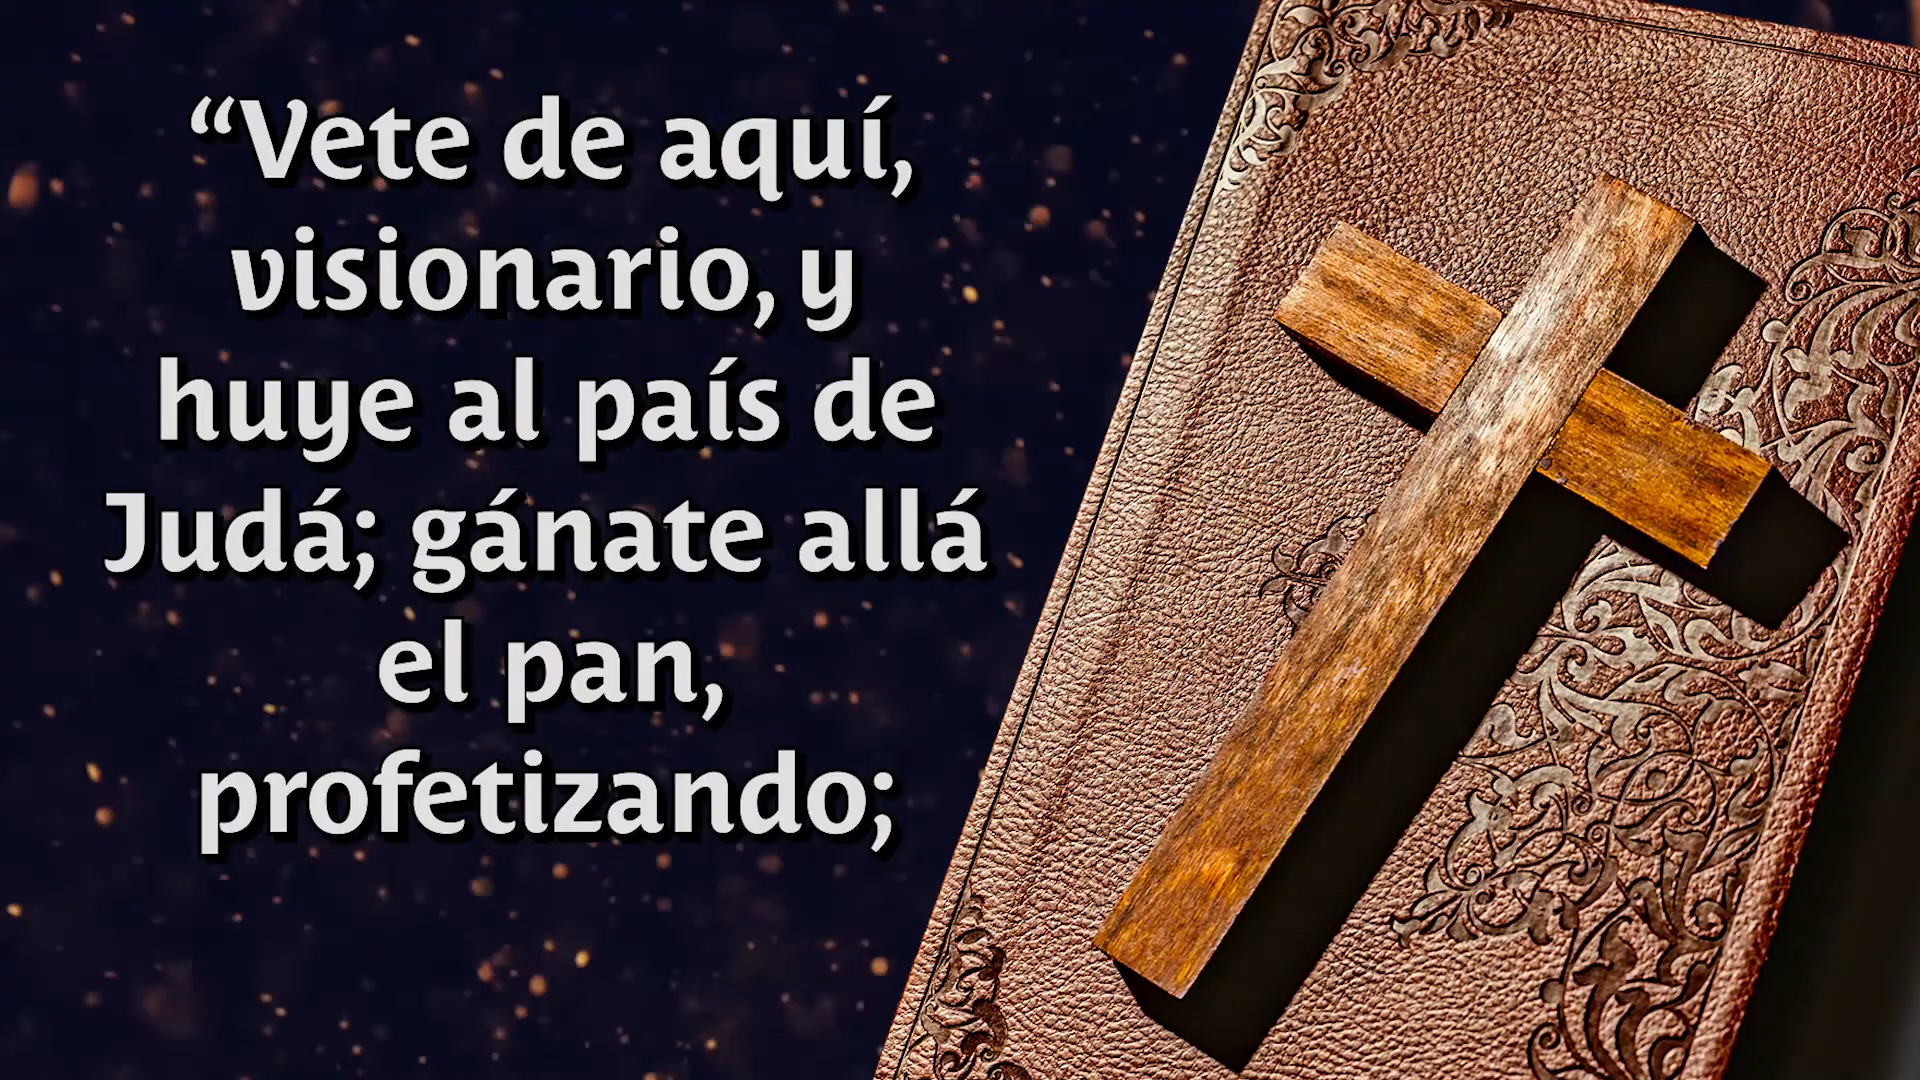 “Vete de aquí,
visionario, y
huye al país de
Judá; gánate allá
el pan,
profetizando;